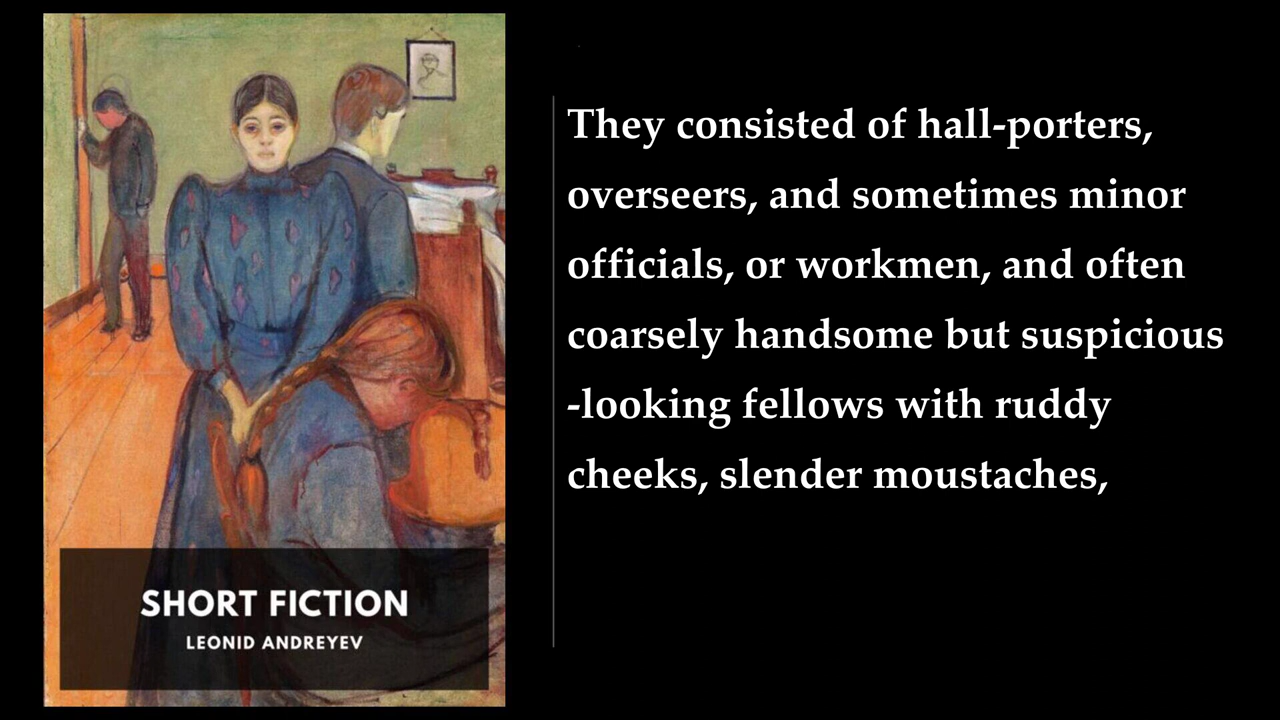 They consisted of hall-porters,
overseers, and sometimes minor
officials, or workmen, and often
coarsely handsome but suspicious
-looking fellows with ruddy
cheeks, slender moustaches,
SHORT FICTION
LEONID ANDREYEV